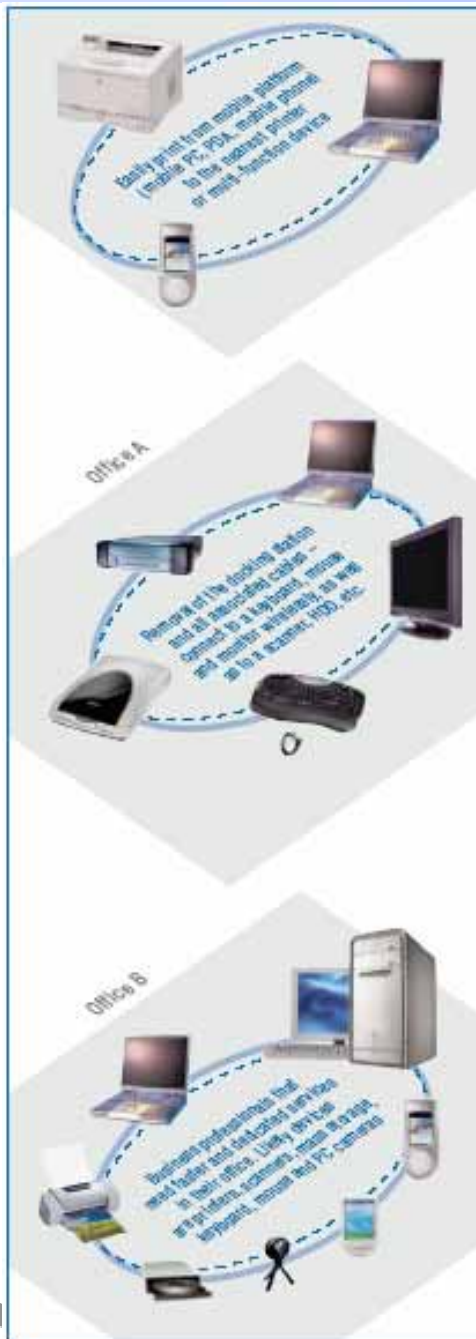 Easily print from mobile platform
(mobile PC, PDA, mobile phone)
to the nearest printer
or multi-function device
Office A
Removal of the docking station
and all associated cables –
connect to a keyboard, mouse
and monitor wirelessly, as well
as to a scanner, HDD, etc.
Office B
Business professionals that
need faster and dedicated services
in their office. Likely, devices
are printers, scanners, mass storage,
keyboard, mouse and PC cameras